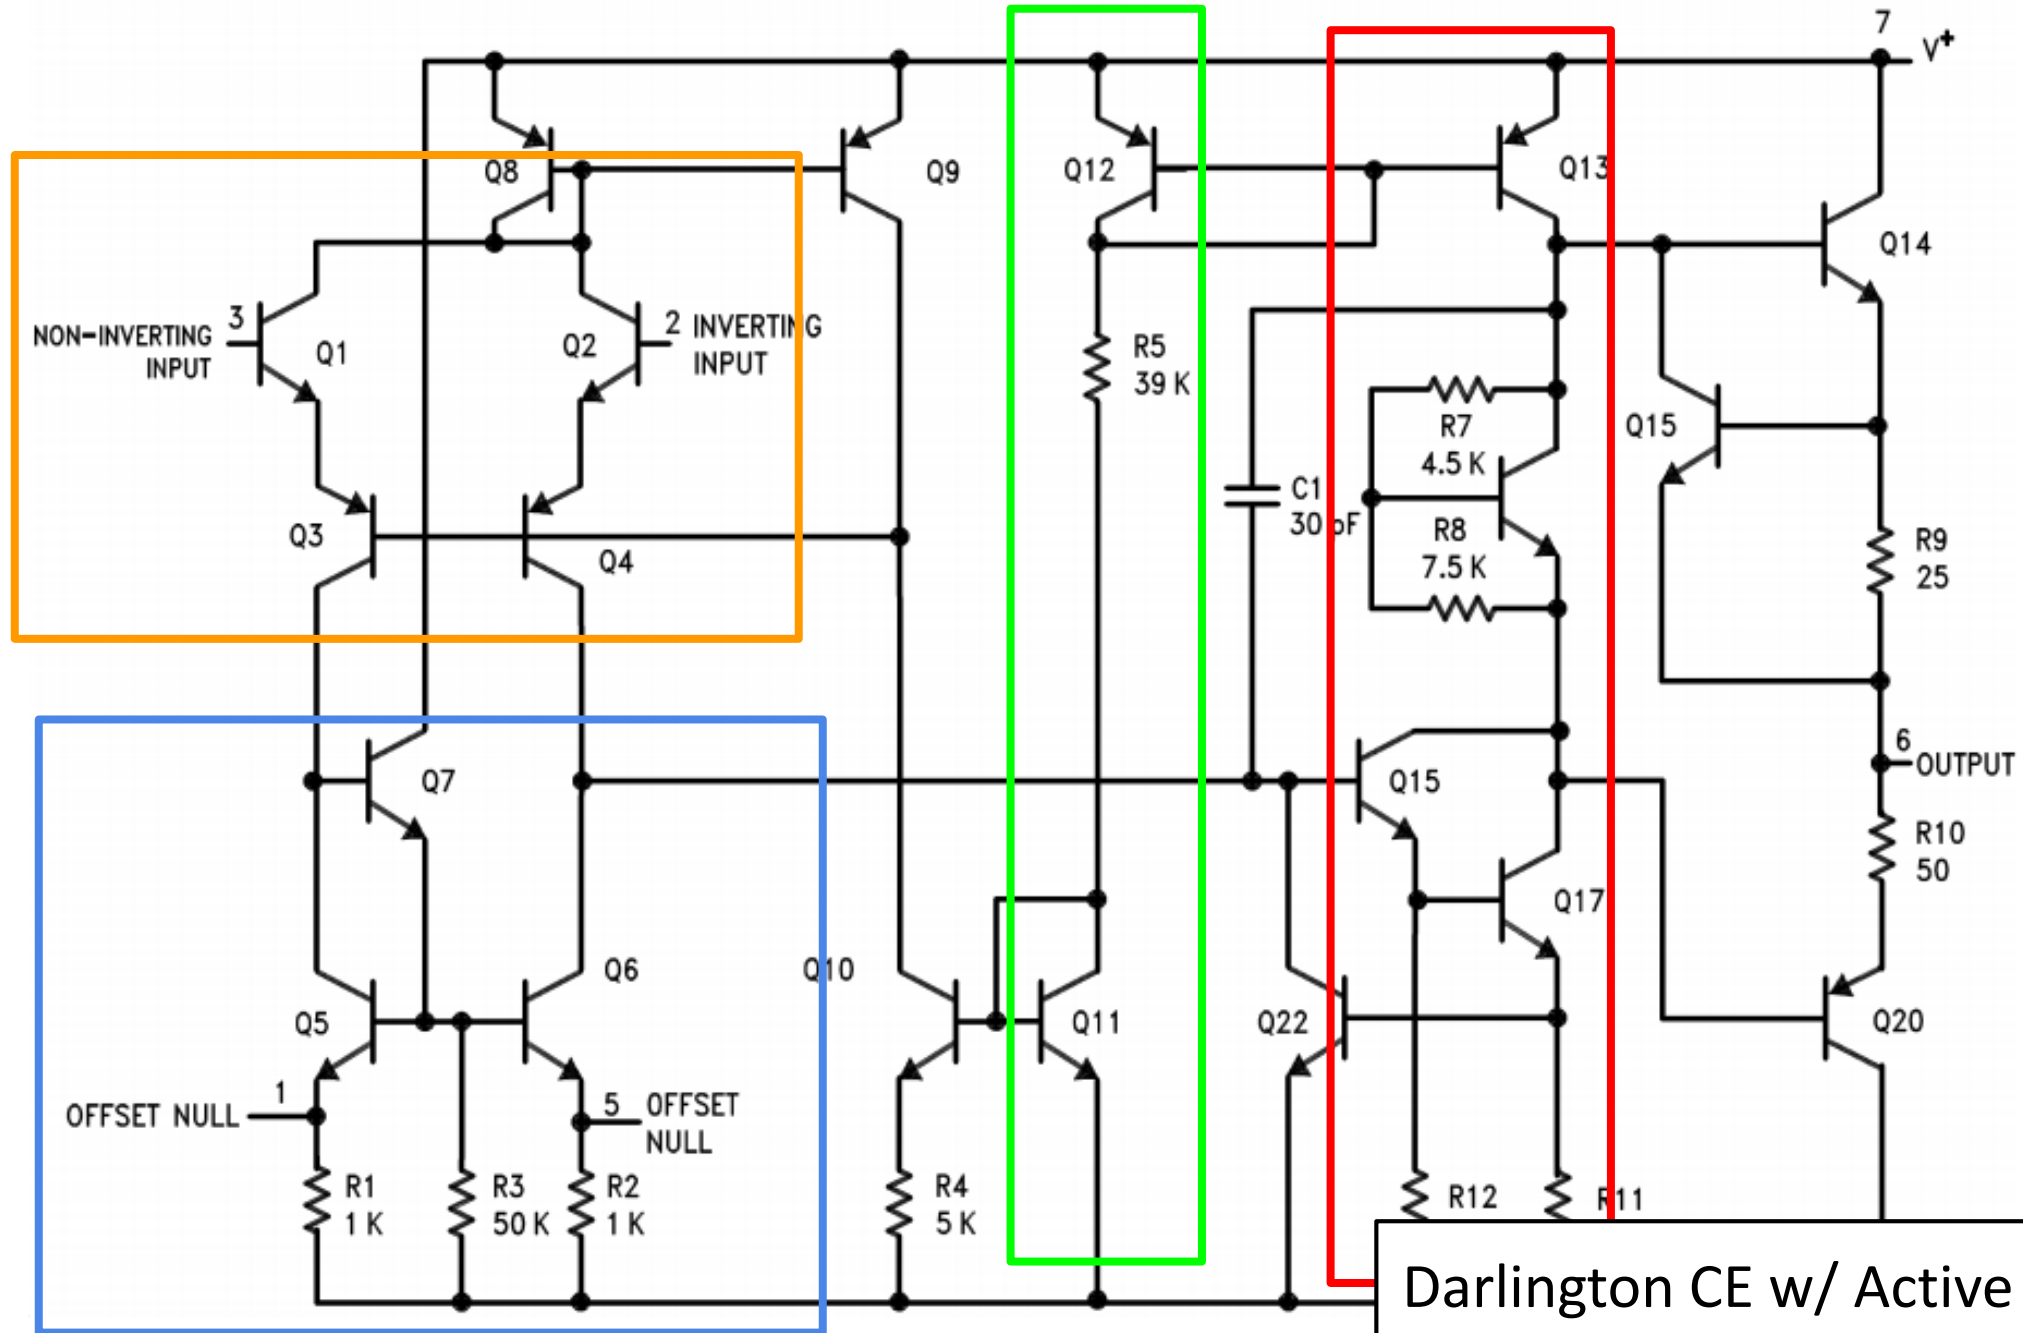 7
V+
Q8
Q9
Q12
Q13
Q14
3
NON-INVERTING
INPUT
Q1
Q2
2 INVERTING
INPUT
R5
39 K
R7
4.5 K
Q15
C1
30 pF
R8
7.5 K
Q3
Q4
R9
25
6
OUTPUT
Q7
Q15
R10
50
Q17
Q6
Q10
Q5
Q11
Q22
Q20
1
OFFSET NULL
5 OFFSET
NULL
R1
1 K
R3
50 K
R2
1 K
R4
5 K
R12
R11
Darlington CE w/ Active